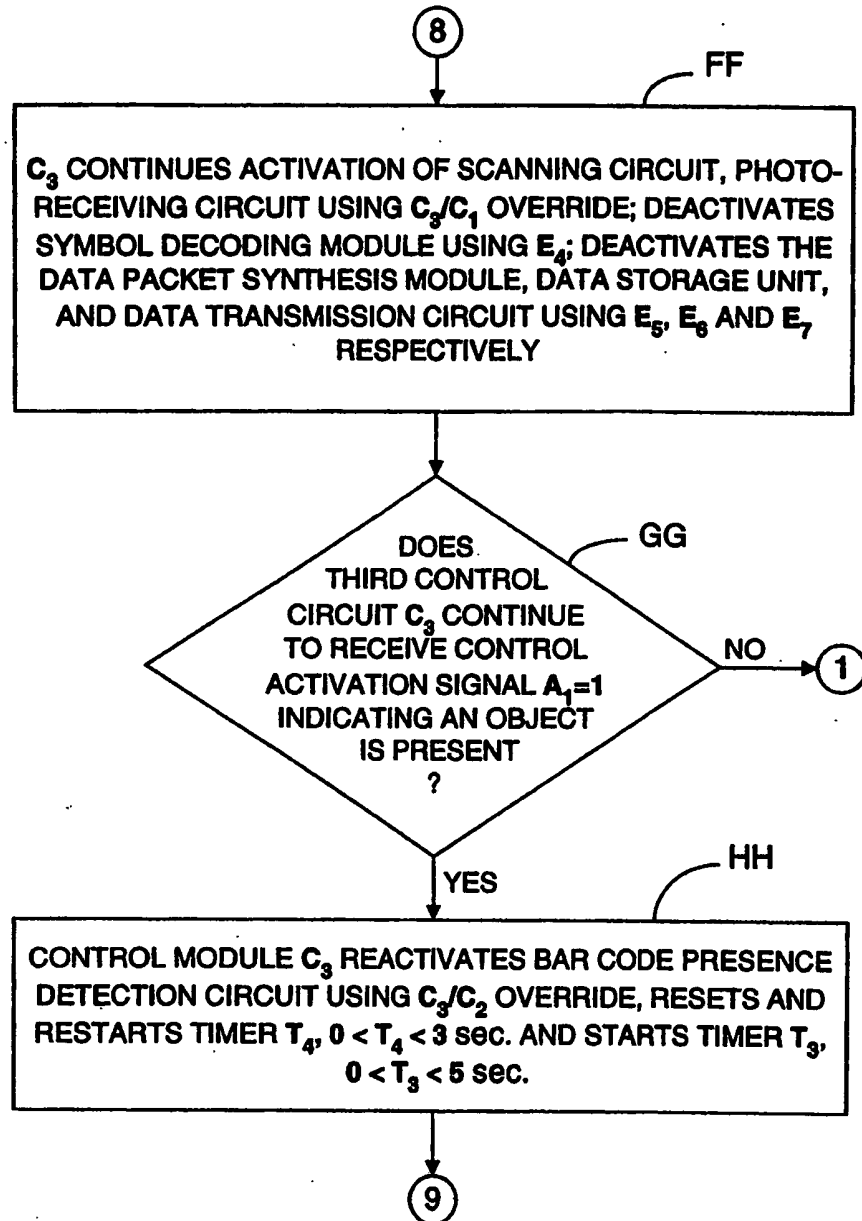 8
FF
C₃ CONTINUES ACTIVATION OF SCANNING CIRCUIT, PHOTO-
RECEIVING CIRCUIT USING C₃/C₁ OVERRIDE; DEACTIVATES
SYMBOL DECODING MODULE USING E₄; DEACTIVATES THE
DATA PACKET SYNTHESIS MODULE, DATA STORAGE UNIT,
AND DATA TRANSMISSION CIRCUIT USING E₅, E₆ AND E₇
RESPECTIVELY
GG
DOES
THIRD CONTROL
CIRCUIT C₃ CONTINUE
TO RECEIVE CONTROL
ACTIVATION SIGNAL A₁=1
INDICATING AN OBJECT
IS PRESENT
?
NO
1
YES
HH
CONTROL MODULE C₃ REACTIVATES BAR CODE PRESENCE
DETECTION CIRCUIT USING C₃/C₂ OVERRIDE, RESETS AND
RESTARTS TIMER T₄, 0 < T₄ < 3 sec. AND STARTS TIMER T₃,
0 < T₃ < 5 sec.
9